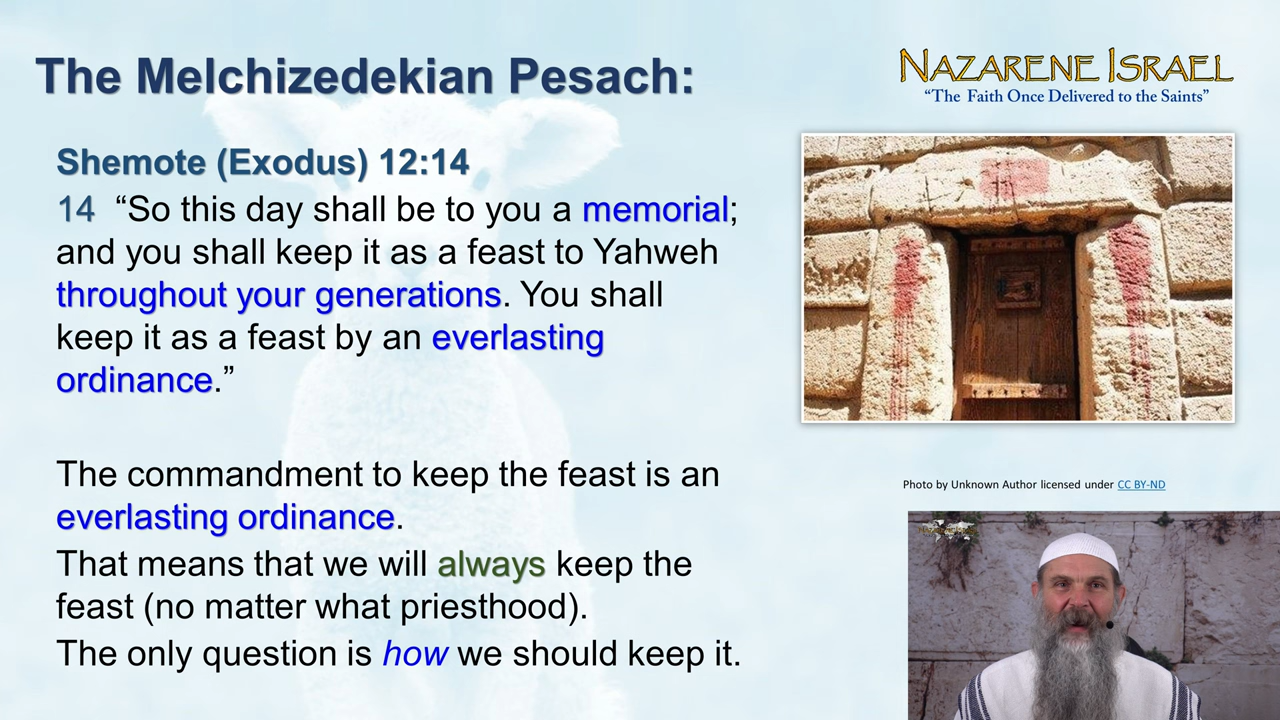 The Melchizedekian Pesach:
NAZARENE ISRAEL
“The Faith Once Delivered to the Saints”
Shemote (Exodus) 12:14
14 “So this day shall be to you a memorial;
and you shall keep it as a feast to Yahweh
throughout your generations. You shall
keep it as a feast by an everlasting
ordinance.”
The commandment to keep the feast is an
everlasting ordinance.
That means that we will always keep the
feast (no matter what priesthood).
The only question is how we should keep it.
Photo by Unknown Author licensed under CC BY-ND